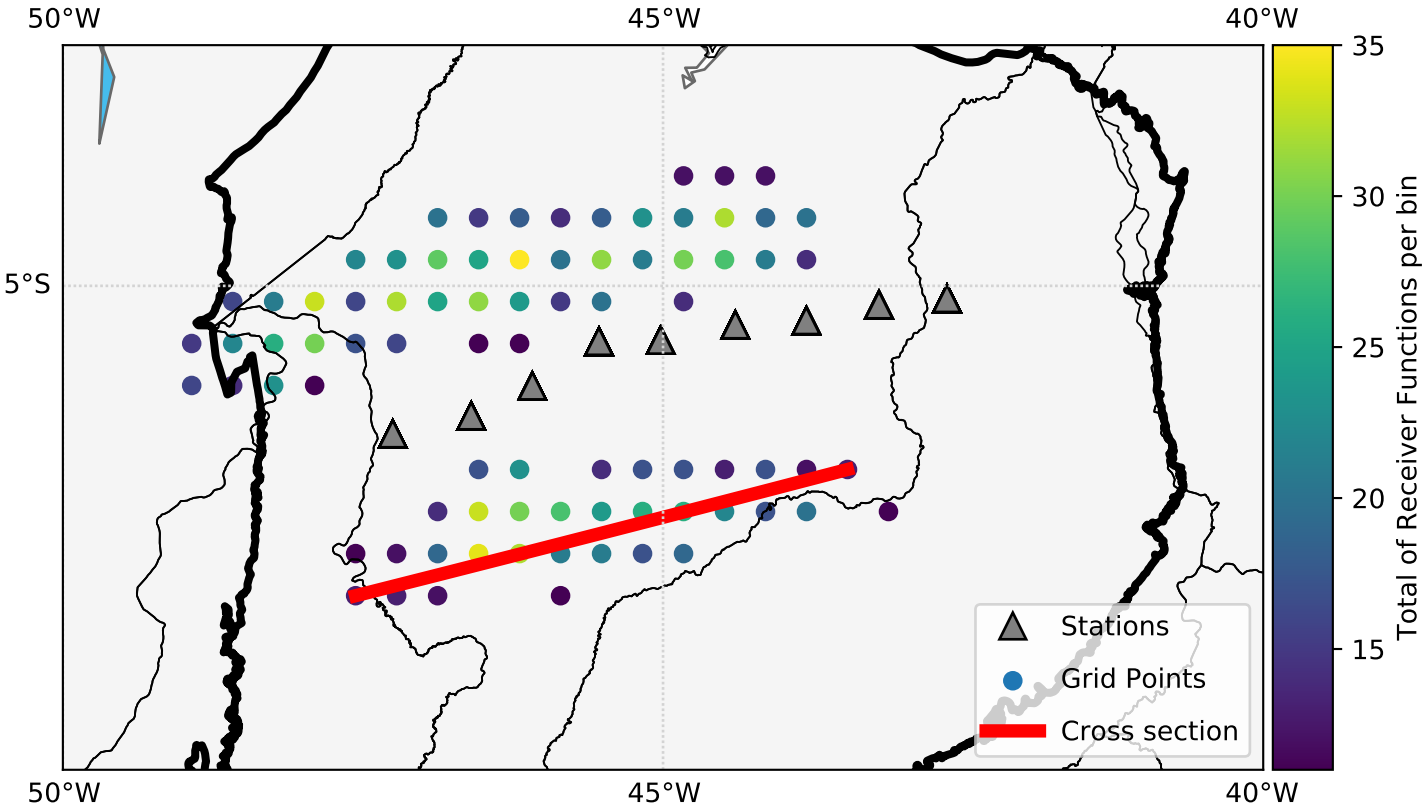 50°W 45°W 40°W
5°S
35
30
25
20
15
Total of Receiver Functions per bin
Stations
Grid Points
Cross section
50°W 45°W 40°W